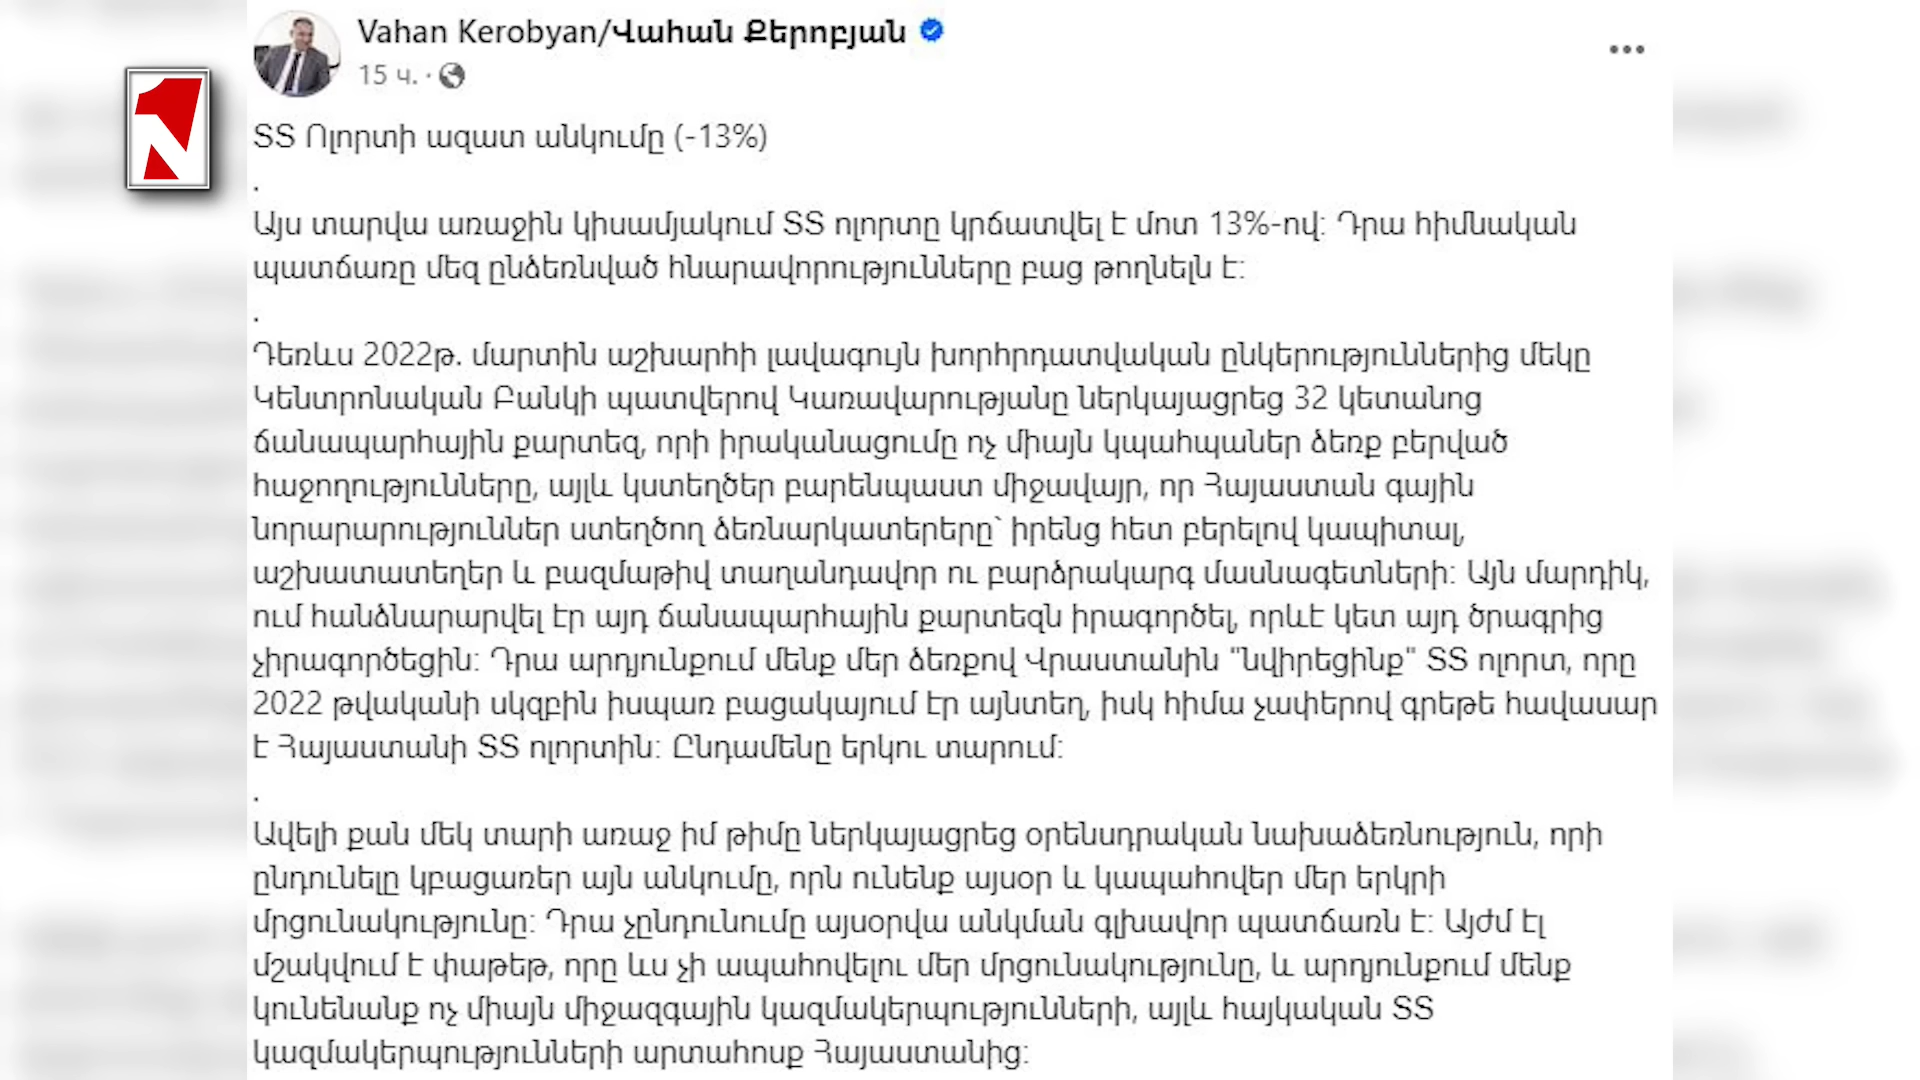 Vahan Kerobyan/Վահան Քերոբյան
15 ч. ·
ՏՏ Ոլորտի ազատ անկումը (-13%)
.
Այս տարվա առաջին կիսամյակում ՏՏ ոլորտը կրճատվել է մոտ 13%-ով։ Դրա հիմնական
պատճառը մեզ ընձեռնված հնարավորությունները բաց թողնելն է։
.
Դեռևս 2022թ. մարտին աշխարհի լավագույն խորհրդատվական ընկերություններից մեկը
Կենտրոնական Բանկի պատվերով Կառավարությանը ներկայացրեց 32 կետանոց
ճանապարհային քարտեզ, որի իրականացումը ոչ միայն կպահպաներ ձեռք բերված
հաջողությունները, այլև կստեղծեր բարենպաստ միջավայր, որ Հայաստան գային
նորարարություններ ստեղծող ձեռնարկատերերը՝ իրենց հետ բերելով կապիտալ,
աշխատատեղեր և բազմաթիվ տաղանդավոր ու բարձրակարգ մասնագետների։ Այն մարդիկ,
ում հանձնարարվել էր այդ ճանապարհային քարտեզն իրագործել, որևէ կետ այդ ծրագրից
չիրագործեցին։ Դրա արդյունքում մենք մեր ձեռքով Վրաստանին "նվիրեցինք" ՏՏ ոլորտ, որը
2022 թվականի սկզբին իսպառ բացակայում էր այնտեղ, իսկ հիմա չափերով գրեթե հավասար
է Հայաստանի ՏՏ ոլորտին։ Ընդամենը երկու տարում։
.
Ավելի քան մեկ տարի առաջ իմ թիմը ներկայացրեց օրենսդրական նախաձեռնություն, որի
ընդունելը կբացառեր այն անկումը, որն ունենք այսօր և կապահովեր մեր երկրի
մրցունակությունը։ Դրա չընդունումը այսօրվա անկման գլխավոր պատճառն է։ Այժմ էլ
մշակվում է փաթեթ, որը ևս չի ապահովելու մեր մրցունակությունը, և արդյունքում մենք
կունենանք ոչ միայն միջազգային կազմակերպությունների, այլև հայկական ՏՏ
կազմակերպությունների արտահոսք Հայաստանից։